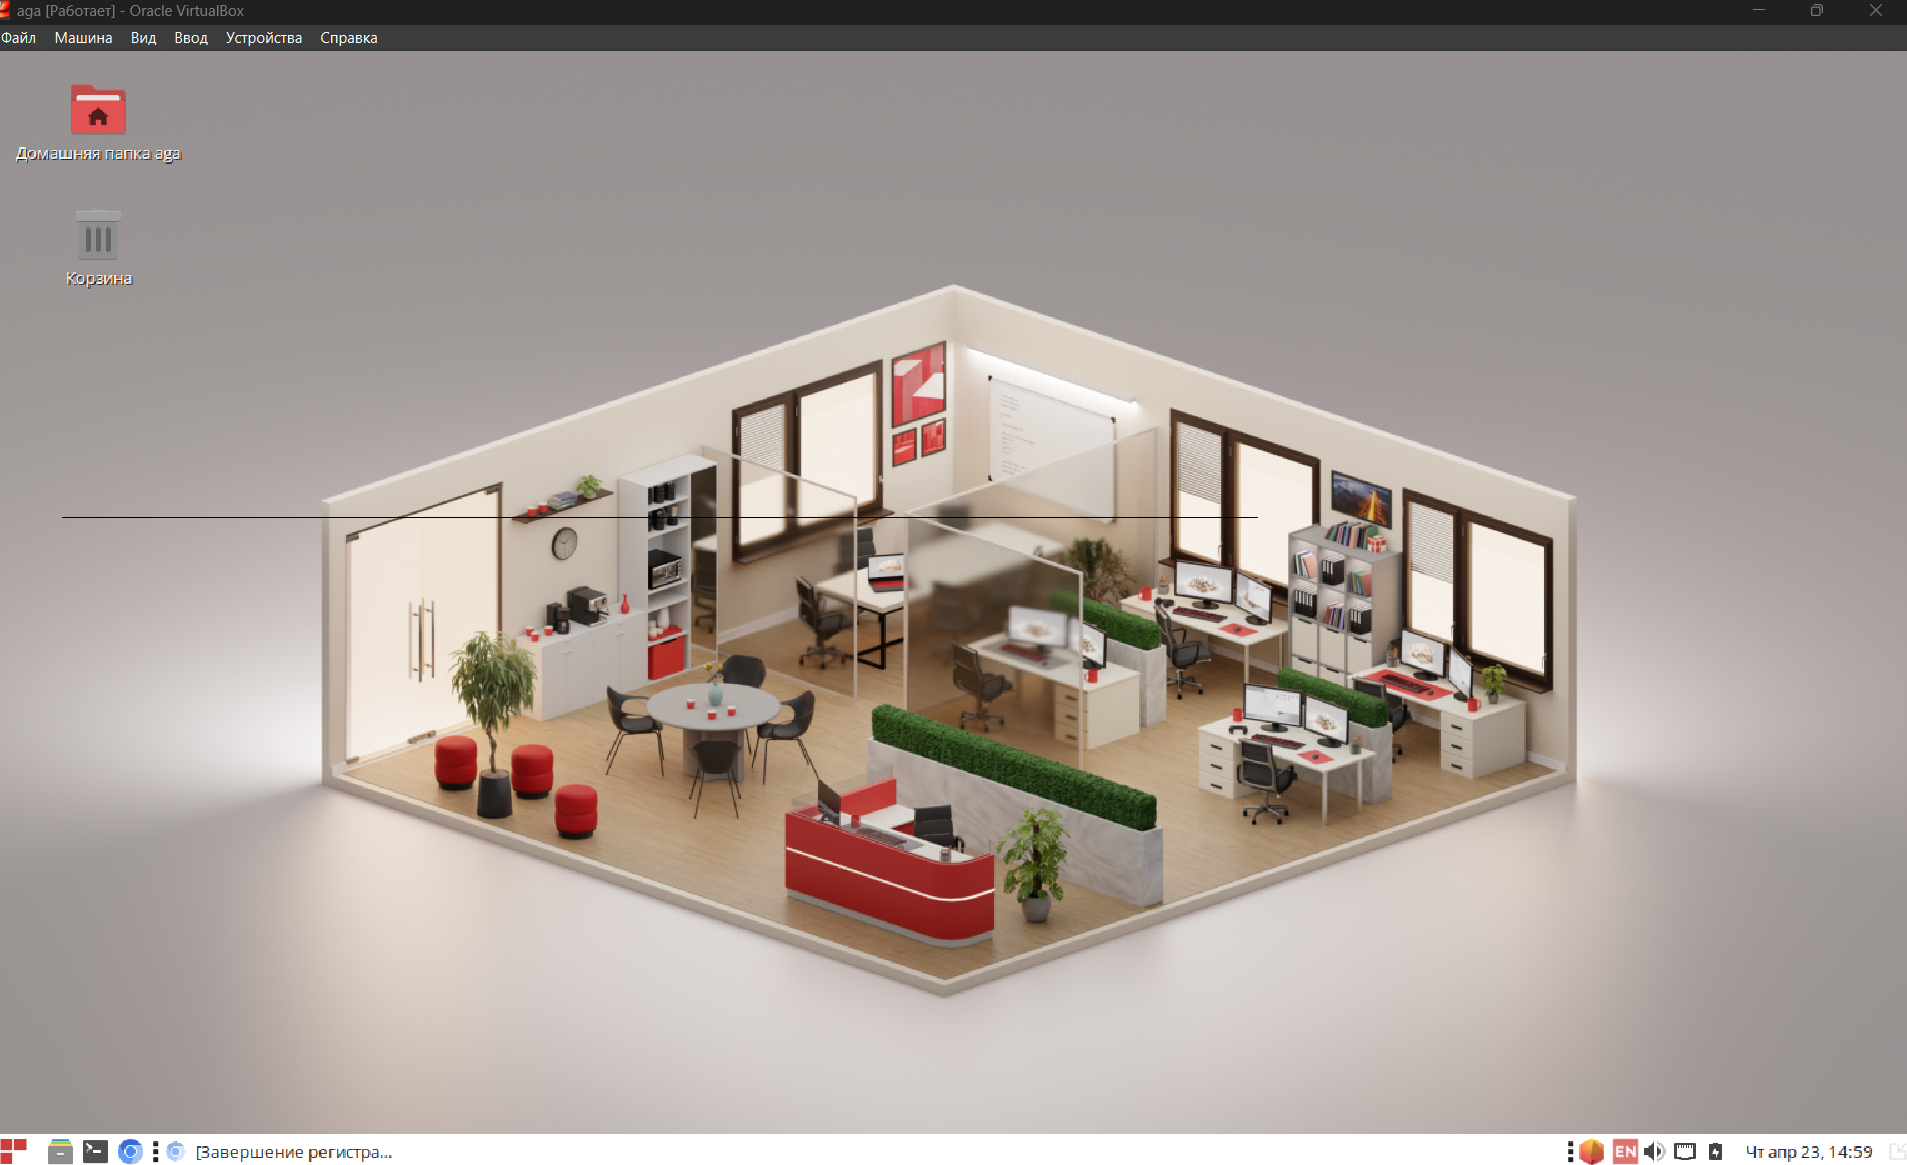 aga [Работает] - Oracle VirtualBox
Файл Машина Вид Ввод Устройства Справка
Домашняя папка aga
Корзина
[Завершение регистра...
EN
Чт апр 23, 14:59